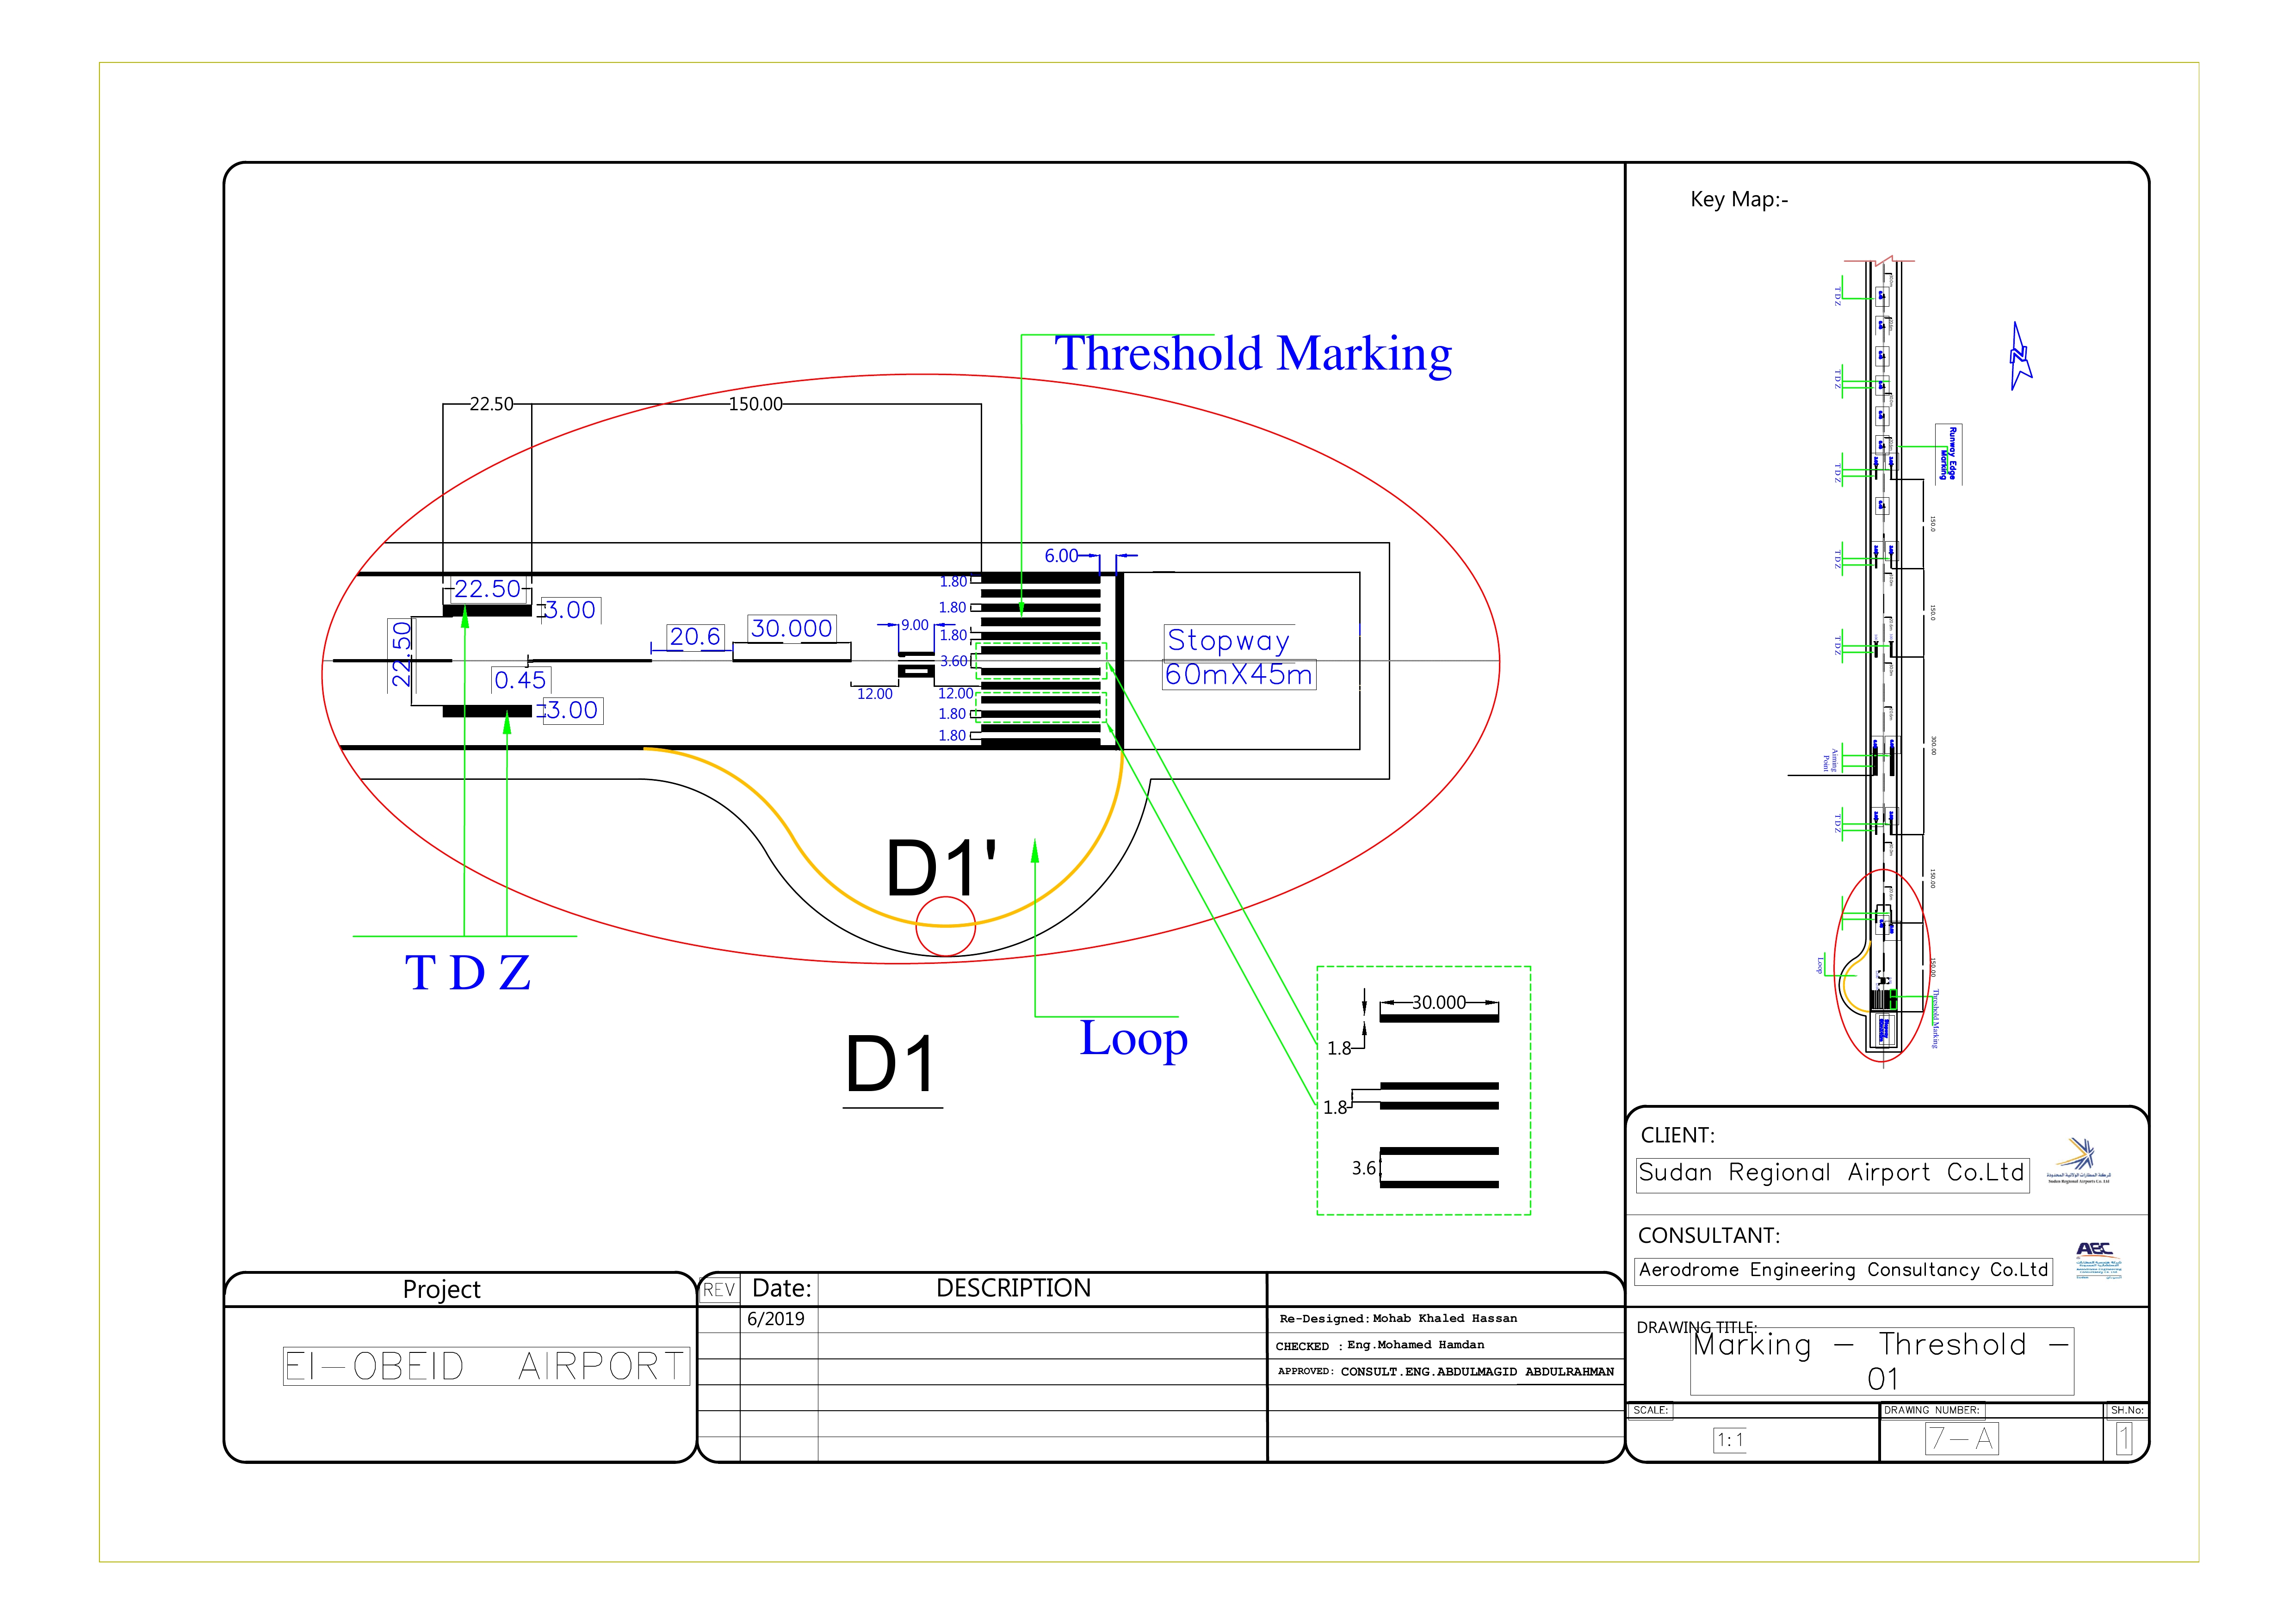 Key Map:-
Threshold Marking
22.50
150.00
6.00
22.50
3.00
22.50
0.45
3.00
20.6
30.000
9.00
12.00
12.00
1.80
1.80
1.80
3.60
1.80
1.80
Stopway
60mX45m
D1'
T D Z
Loop
D1
30.000
1.8
1.8
3.6
T D Z
T D Z
Runway Edge
Marking
T D Z
150.0
T D Z
150.0
T D Z
300.00
Aiming
Point
T D Z
150.00
Loop
150.00
Threshold Marking
CLIENT:
Sudan Regional Airport Co.Ltd
Sudan Regional Airports Co. Ltd
CONSULTANT:
Aerodrome Engineering Consultancy Co.Ltd
AEC
DRAWING TITLE:
Marking – Threshold –
01
SCALE:
DRAWING NUMBER:
SH.No:
1:1
7–A
1
Project
EI–OBEID AIRPORT
REV
Date:
DESCRIPTION
6/2019
Re-Designed: Mohab Khaled Hassan
CHECKED : Eng.Mohamed Hamdan
APPROVED: CONSULT.ENG.ABDULMAGID ABDULRAHMAN